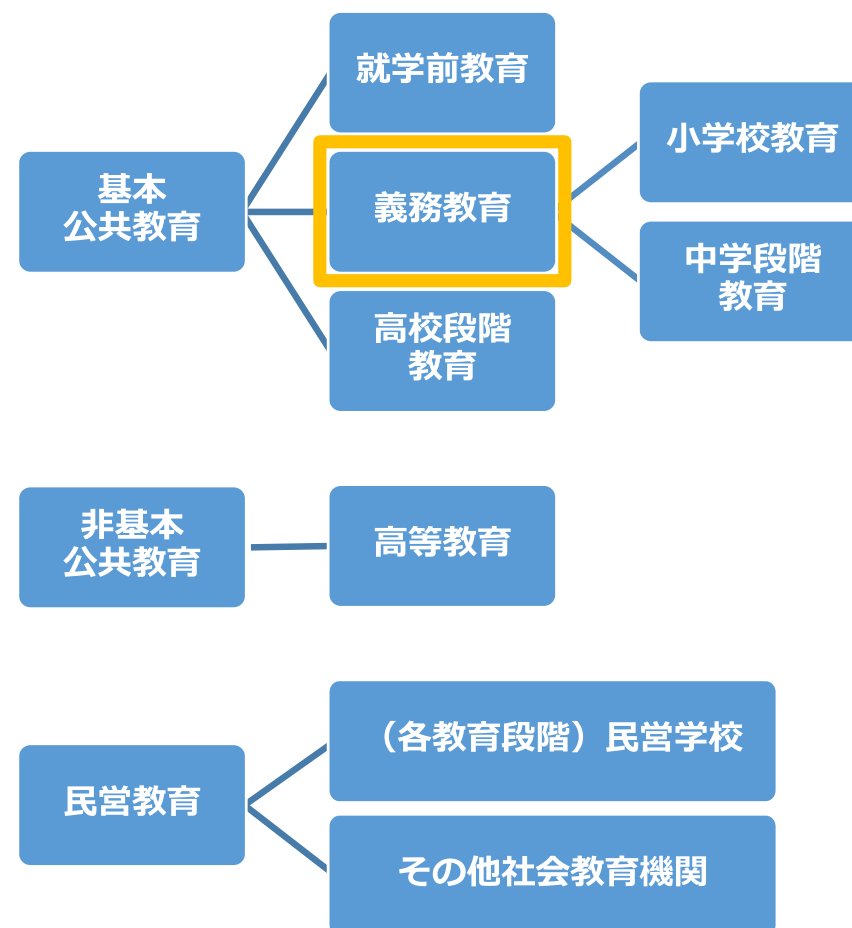 就学前教育
小学校教育
基本
公共教育
義務教育
中学段階
教育
高校段階
教育
非基本
公共教育
高等教育
（各教育段階）民営学校
民営教育
その他社会教育機関